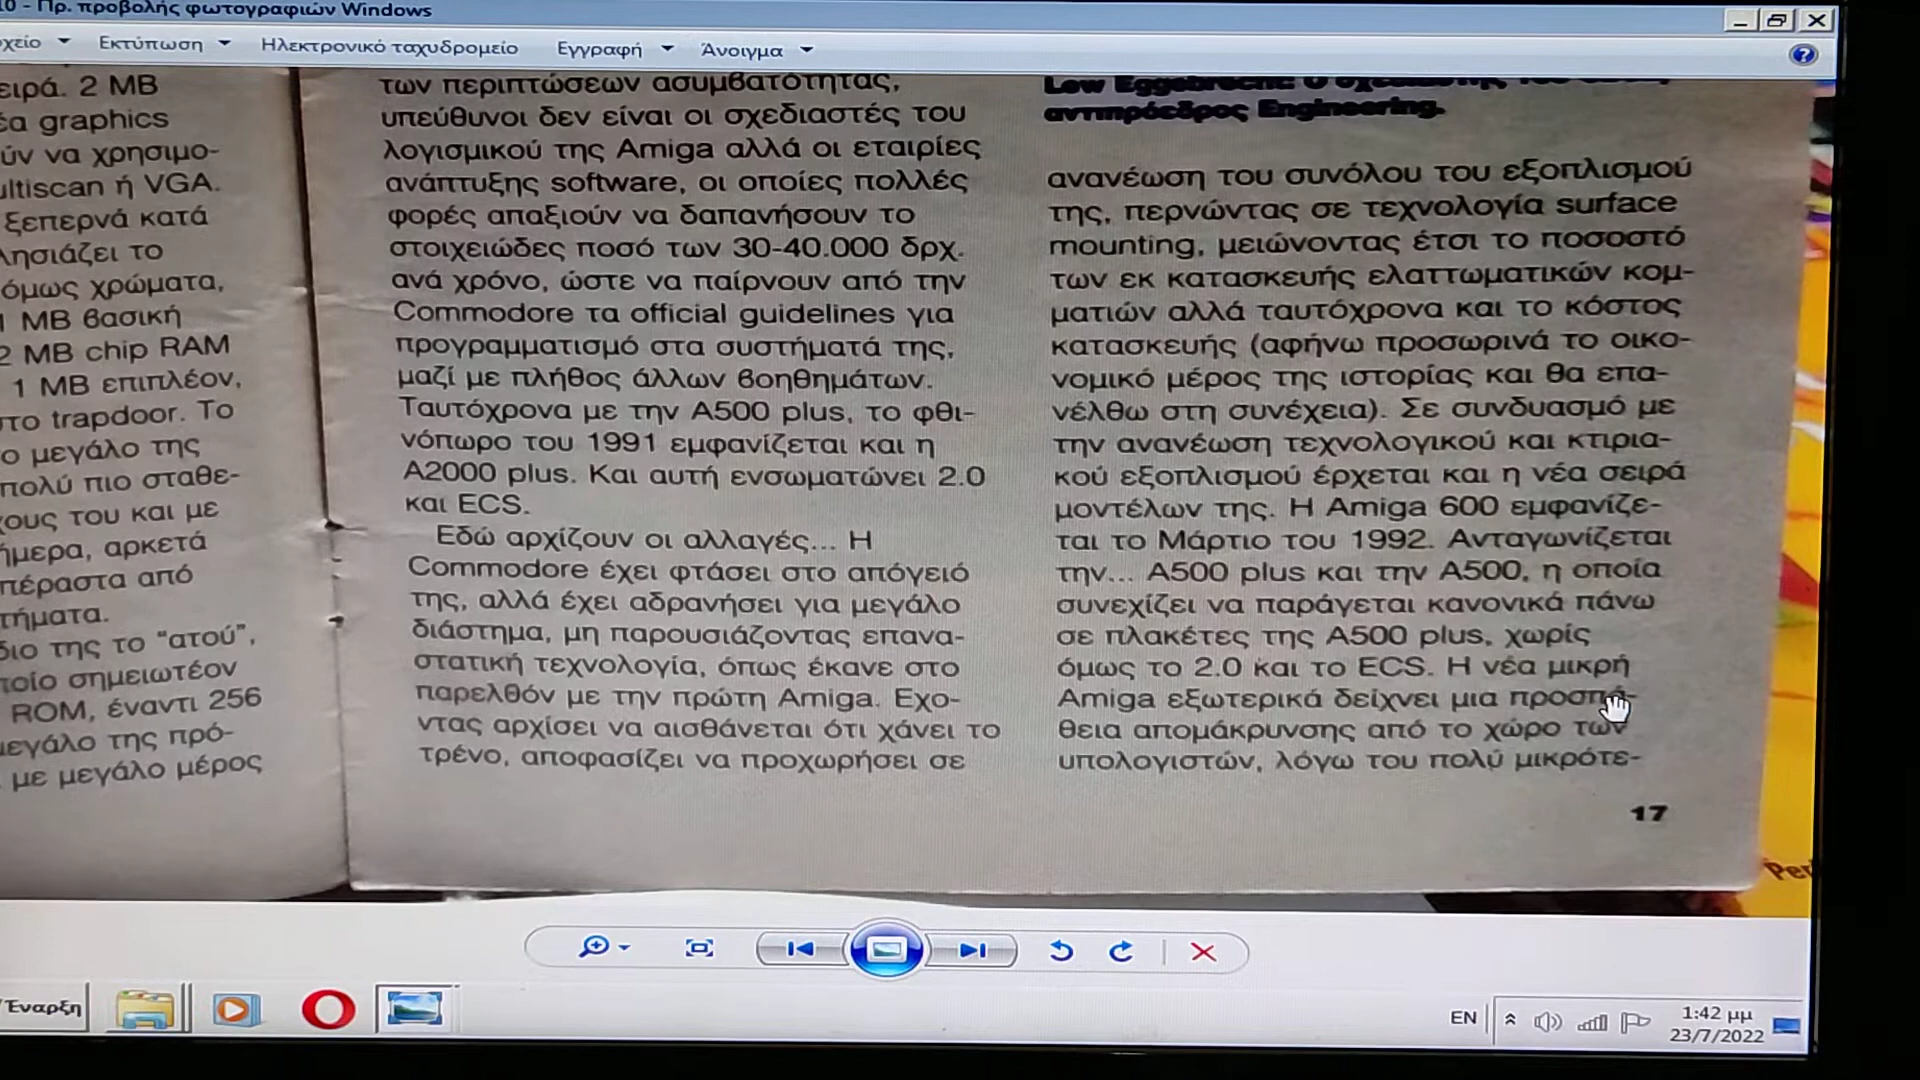 10 - Πρ. προβολής φωτογραφιών Windows
χείο Εκτύπωση Ηλεκτρονικό ταχυδρομείο Εγγραφή Άνοιγμα
ειρά. 2 MB
έα graphics
ύν να χρησιμο-
ultiscan ή VGA.
ξεπερνά κατά
λησιάζει το
όμως χρώματα,
1 MB βασική
2 MB chip RAM
1 MB επιπλέον,
στο trapdoor. Το
ο μεγάλο της
πολύ πιο σταθε-
χους του και με
ήμερα, αρκετά
πέραστα από
τήματα.
διο της το “ατού”,
ποίο σημειωτέον
ROM, έναντι 256
μεγάλο της πρό-
με μεγάλο μέρος
των περιπτώσεων ασυμβατότητας,
υπεύθυνοι δεν είναι οι σχεδιαστές του
λογισμικού της Amiga αλλά οι εταιρίες
ανάπτυξης software, οι οποίες πολλές
φορές απαξιούν να δαπανήσουν το
στοιχειώδες ποσό των 30-40.000 δρχ.
ανά χρόνο, ώστε να παίρνουν από την
Commodore τα official guidelines για
προγραμματισμό στα συστήματά της,
μαζί με πλήθος άλλων βοηθημάτων.
Ταυτόχρονα με την A500 plus, το φθι-
νόπωρο του 1991 εμφανίζεται και η
A2000 plus. Και αυτή ενσωματώνει 2.0
και ECS.
Εδώ αρχίζουν οι αλλαγές... Η
Commodore έχει φτάσει στο απόγειό
της, αλλά έχει αδρανήσει για μεγάλο
διάστημα, μη παρουσιάζοντας επανα-
στατική τεχνολογία, όπως έκανε στο
παρελθόν με την πρώτη Amiga. Εχο-
ντας αρχίσει να αισθάνεται ότι χάνει το
τρένο, αποφασίζει να προχωρήσει σε
Lew Eggebrecht: Ο
αντιπρόεδρος Engineering.
ανανέωση του συνόλου του εξοπλισμού
της, περνώντας σε τεχνολογία surface
mounting, μειώνοντας έτσι το ποσοστό
των εκ κατασκευής ελαττωματικών κομ-
ματιών αλλά ταυτόχρονα και το κόστος
κατασκευής (αφήνω προσωρινά το οικο-
νομικό μέρος της ιστορίας και θα επα-
νέλθω στη συνέχεια). Σε συνδυασμό με
την ανανέωση τεχνολογικού και κτιρια-
κού εξοπλισμού έρχεται και η νέα σειρά
μοντέλων της. Η Amiga 600 εμφανίζε-
ται το Μάρτιο του 1992. Ανταγωνίζεται
την... A500 plus και την A500, η οποία
συνεχίζει να παράγεται κανονικά πάνω
σε πλακέτες της A500 plus, χωρίς
όμως το 2.0 και το ECS. Η νέα μικρή
Amiga εξωτερικά δείχνει μια προσπά-
θεια απομάκρυνσης από το χώρο των
υπολογιστών, λόγω του πολύ μικρότε-
17
Per
Έναρξη
EN
1:42 μμ
23/7/2022